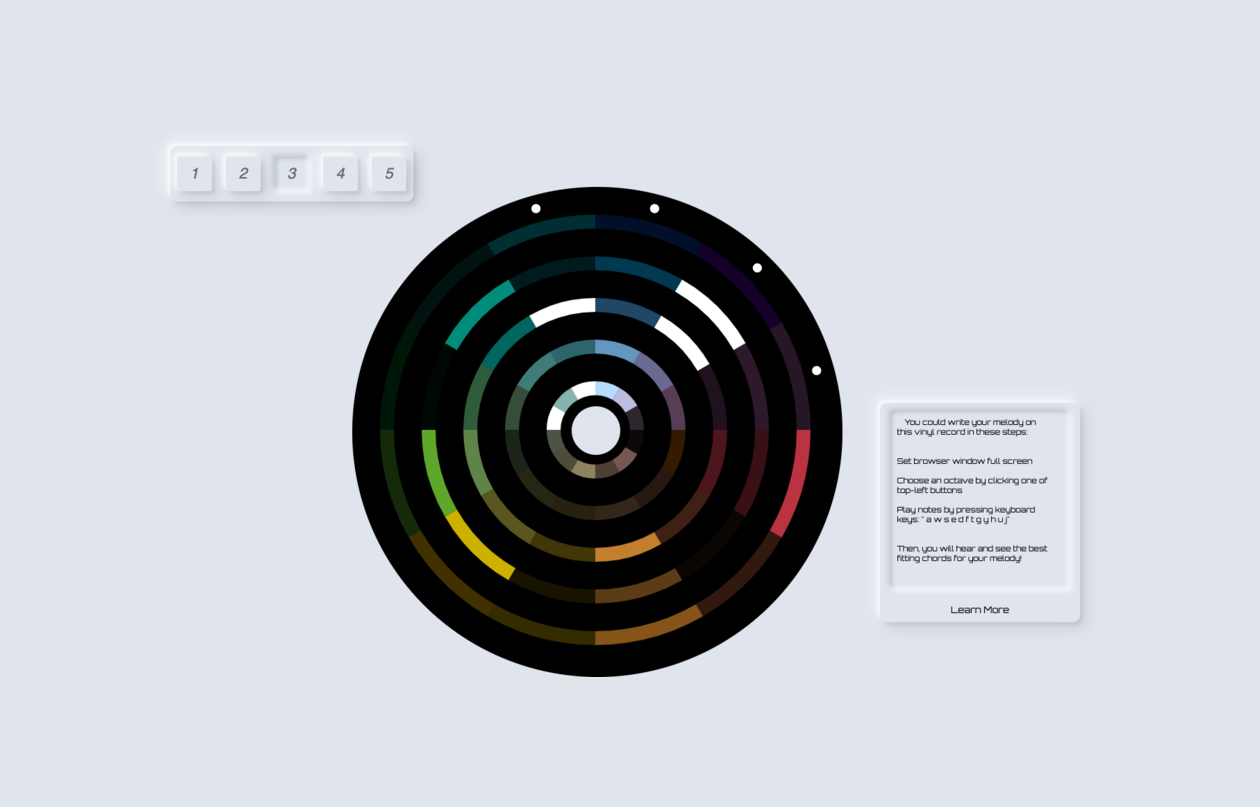 1 2 3 4 5
You could write your melody on
this vinyl record in these steps:
Set browser window full screen
Choose an octave by clicking one of
top-left buttons
Play notes by pressing keyboard
keys: " a w s e d f t g y h u j"
Then, you will hear and see the best
fitting chords for your melody!
Learn More